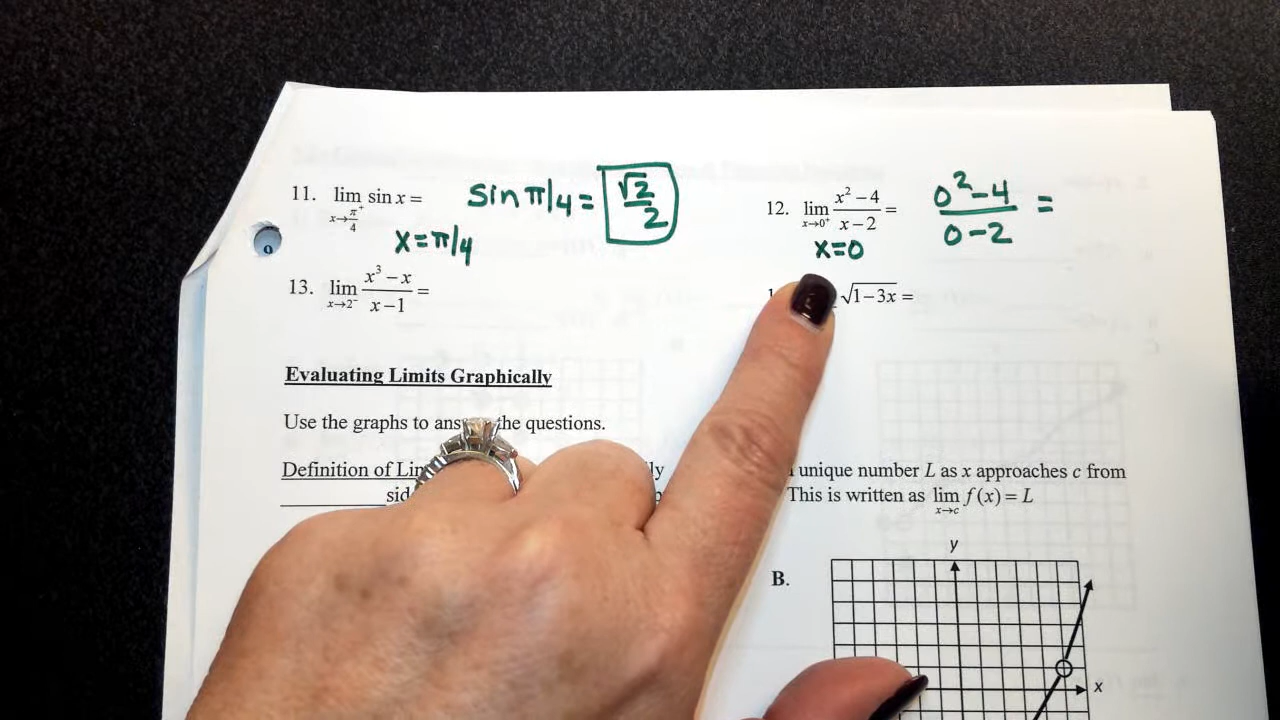 11. lim x→π/4⁺ sin x = sin π/4 = √2/2
x = π/4
12. lim x→0⁺ (x² − 4)/(x − 2) = (0² − 4)/(0 − 2) =
x = 0
13. lim x→2⁻ (x³ − x)/(x − 1) =
√(1 − 3x) =
Evaluating Limits Graphically
Use the graphs to the questions.
Definition of
unique number L as x approaches c from
This is written as lim x→c f(x) = L
B.
y
x